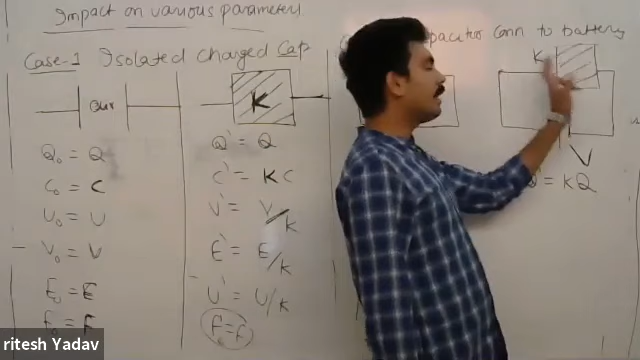 Impact on various parameters
Case-1 Isolated charged Cap
Capacitor Conn to battery
air
K
Q₀ = Q
C₀ = C
U₀ = U
V₀ = V
E₀ = E
F₀ = F
Q' = Q
C' = KC
V' = V/K
E' = E/K
U' = U/K
F = F
K
V
= KQ
ritesh Yadav